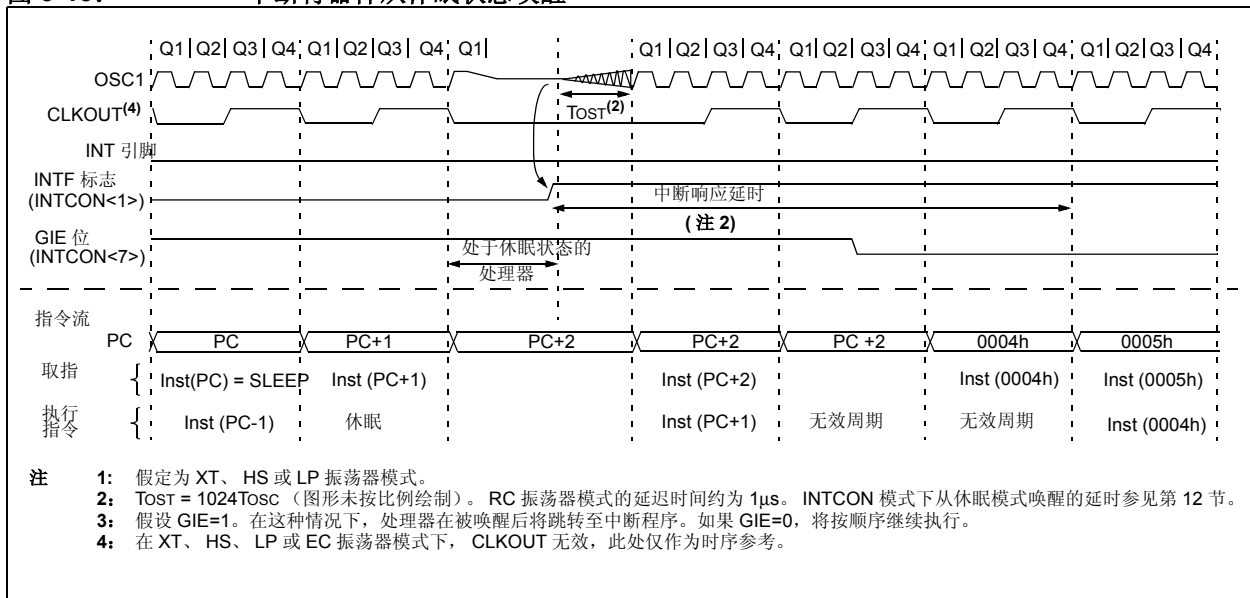 Q1 Q2 Q3 Q4 Q1 Q2 Q3 Q4 Q1 Q1 Q2 Q3 Q4 Q1 Q2 Q3 Q4 Q1 Q2 Q3 Q4 Q1 Q2 Q3 Q4
OSC1
CLKOUT(4)
TOST(2)
INT 引脚
INTF 标志
(INTCON<1>)
中断响应延时
(注 2)
GIE 位
(INTCON<7>)
处于休眠状态的
处理器
指令流
PC PC PC+1 PC+2 PC+2 PC +2 0004h 0005h
取指 { Inst(PC) = SLEEP Inst (PC+1) Inst (PC+2) Inst (0004h) Inst (0005h)
执行
指令 { Inst (PC-1) 休眠 Inst (PC+1) 无效周期 无效周期 Inst (0004h)
注 1: 假定为 XT、 HS 或 LP 振荡器模式。
2: TOST = 1024TOSC （图形未按比例绘制）。 RC 振荡器模式的延迟时间约为 1µs。 INTCON 模式下从休眠模式唤醒的延时参见第 12 节。
3: 假设 GIE=1。在这种情况下，处理器在被唤醒后将跳转至中断程序。如果 GIE=0，将按顺序继续执行。
4: 在 XT、 HS、 LP 或 EC 振荡器模式下， CLKOUT 无效，此处仅作为时序参考。